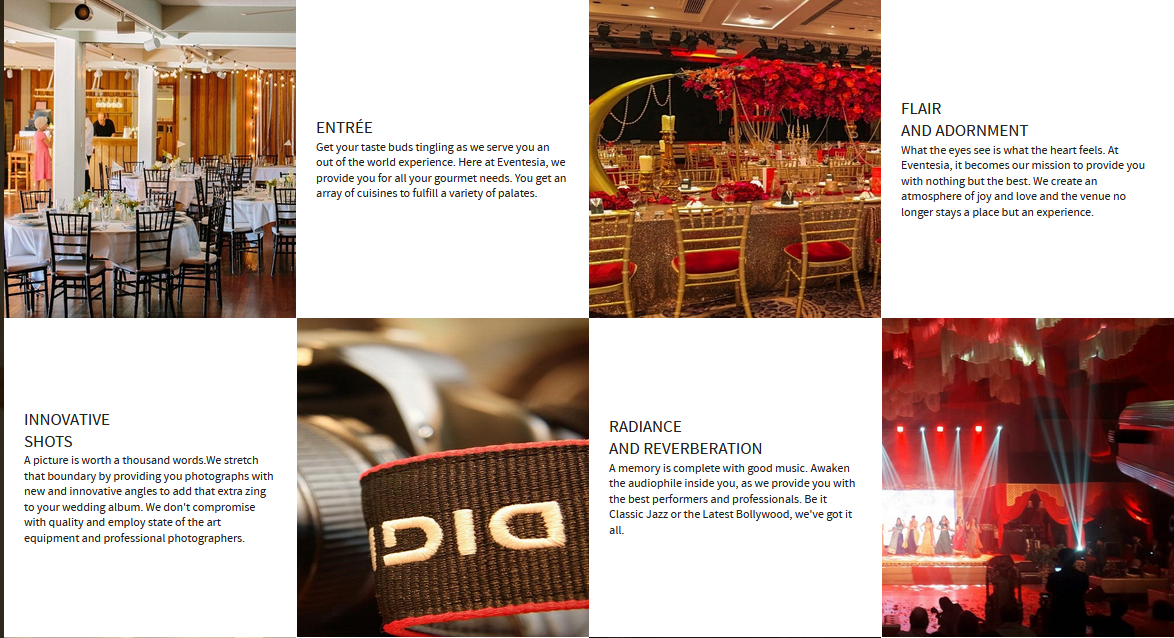 ENTRÉE
Get your taste buds tingling as we serve you an
out of the world experience. Here at Eventesia, we
provide you for all your gourmet needs. You get an
array of cuisines to fulfill a variety of palates.
FLAIR
AND ADORNMENT
What the eyes see is what the heart feels. At
Eventesia, it becomes our mission to provide you
with nothing but the best. We create an
atmosphere of joy and love and the venue no
longer stays a place but an experience.
INNOVATIVE
SHOTS
A picture is worth a thousand words.We stretch
that boundary by providing you photographs with
new and innovative angles to add that extra zing
to your wedding album. We don't compromise
with quality and employ state of the art
equipment and professional photographers.
RADIANCE
AND REVERBERATION
A memory is complete with good music. Awaken
the audiophile inside you, as we provide you with
the best performers and professionals. Be it
Classic Jazz or the Latest Bollywood, we've got it
all.